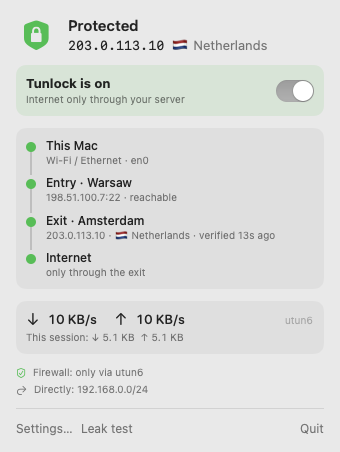 Protected
203.0.113.10 🇳🇱 Netherlands
Tunlock is on
Internet only through your server
This Mac
Wi-Fi / Ethernet · en0
Entry · Warsaw
198.51.100.7:22 · reachable
Exit · Amsterdam
203.0.113.10 · 🇳🇱 Netherlands · verified 13s ago
Internet
only through the exit
↓ 10 KB/s ↑ 10 KB/s utun6
This session: ↓ 5.1 KB ↑ 5.1 KB
Firewall: only via utun6
Directly: 192.168.0.0/24
Settings... Leak test Quit